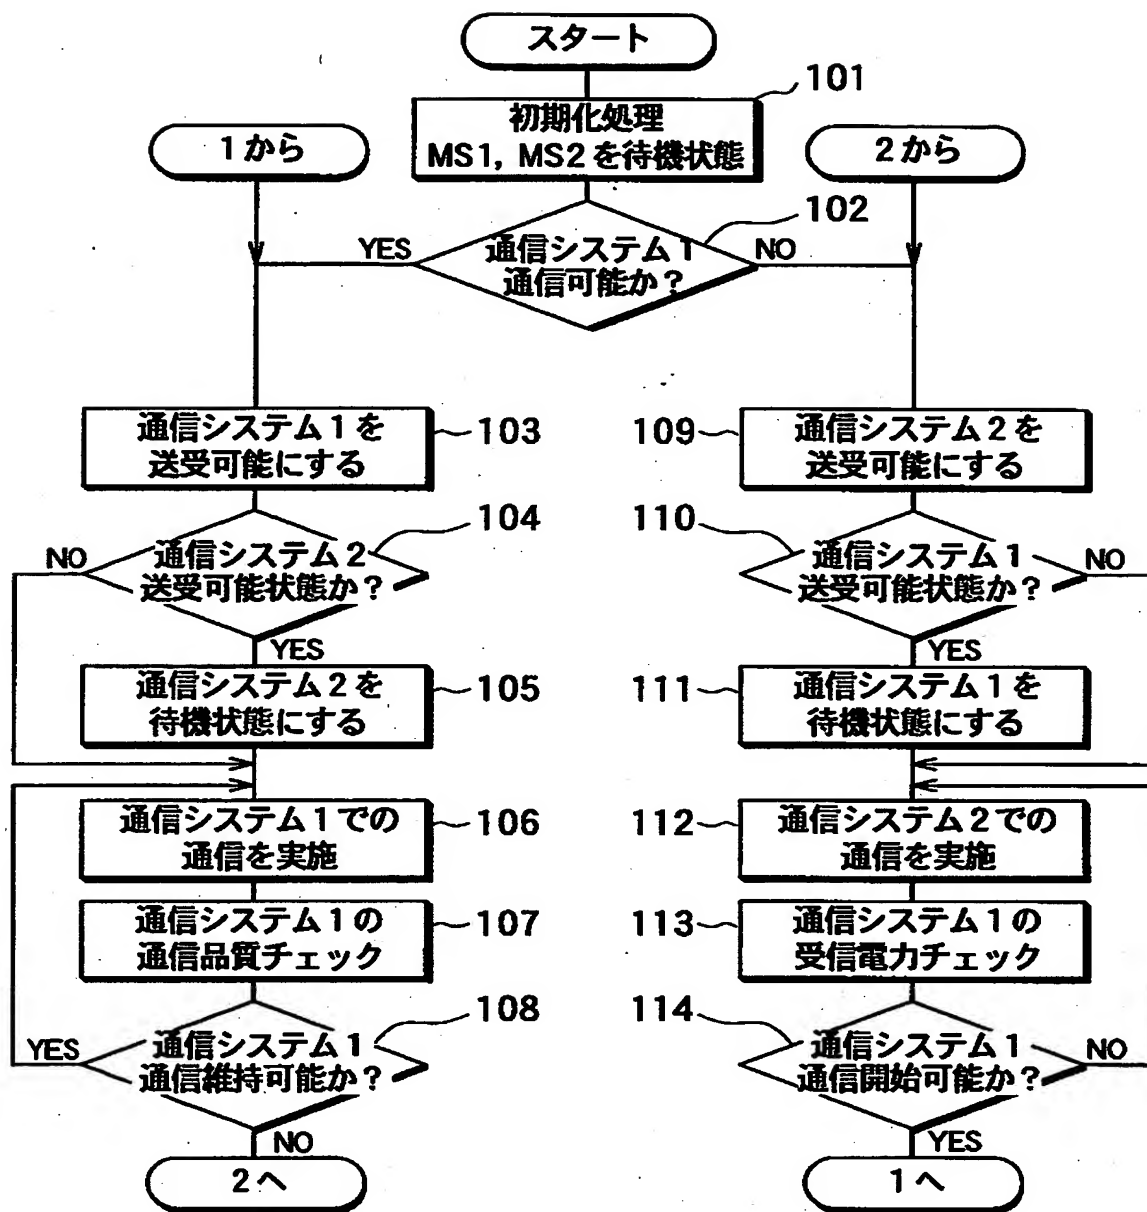 スタート
101
初期化処理
MS1, MS2を待機状態
1から
2から
102
YES
通信システム1
通信可能か？
NO
通信システム1を
送受可能にする
103
104
NO
通信システム2
送受可能状態か？
YES
通信システム2を
待機状態にする
105
通信システム1での
通信を実施
106
通信システム1の
通信品質チェック
107
108
YES
通信システム1
通信維持可能か？
NO
2へ
109
通信システム2を
送受可能にする
110
通信システム1
送受可能状態か？
NO
YES
111
通信システム1を
待機状態にする
112
通信システム2での
通信を実施
113
通信システム1の
受信電力チェック
114
通信システム1
通信開始可能か？
NO
YES
1へ